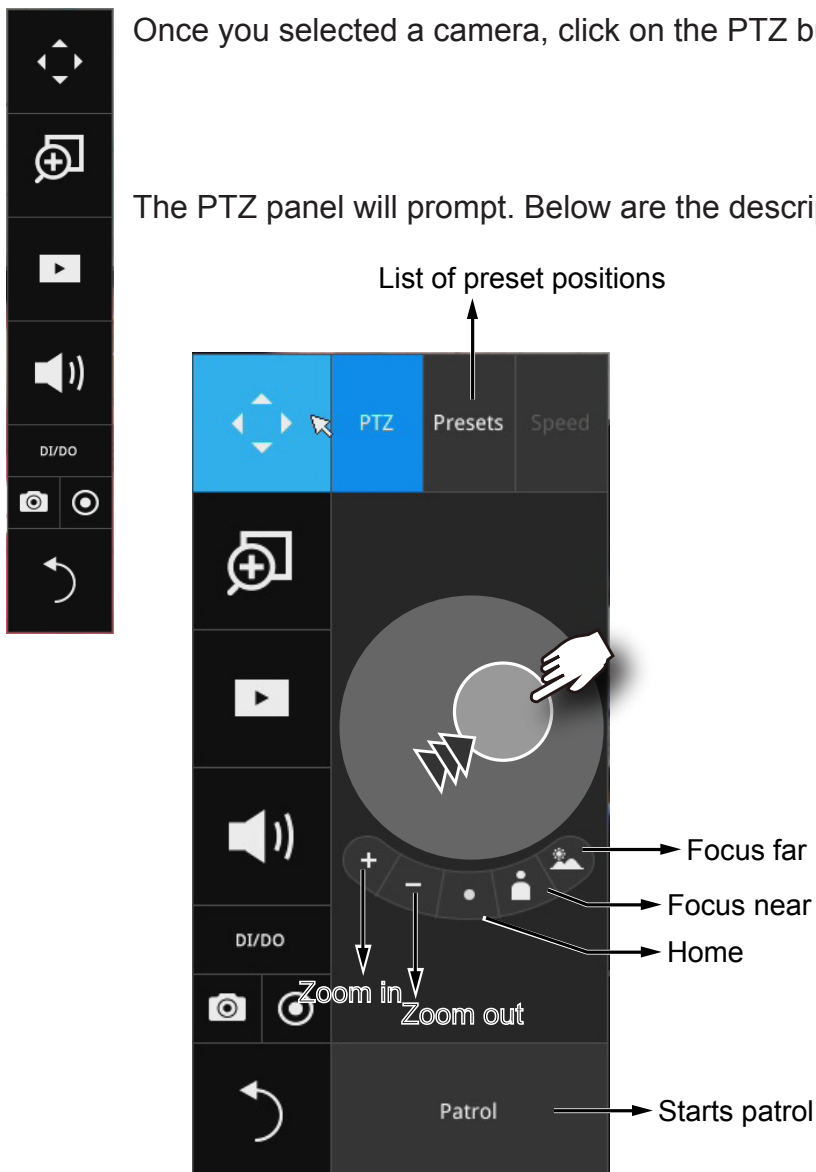 Once you selected a camera, click on the PTZ
The PTZ panel will prompt. Below are the
List of preset positions
PTZ
Presets
Speed
DI/DO
Focus far
Focus near
DI/DO
Home
Zoom in
Zoom out
Patrol
Starts patrol